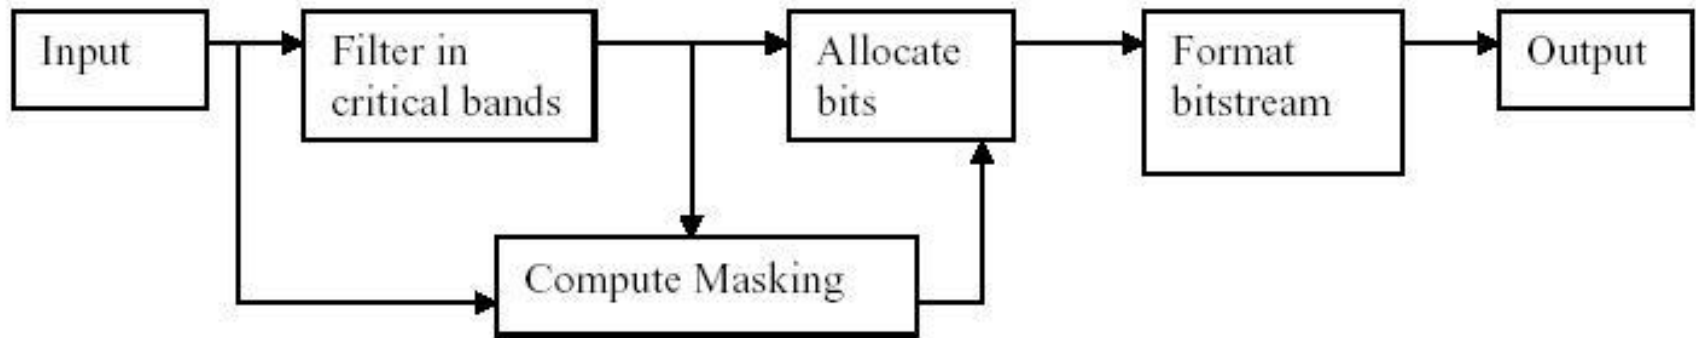 Input
Filter in
critical bands
Allocate
bits
Format
bitstream
Output
Compute Masking